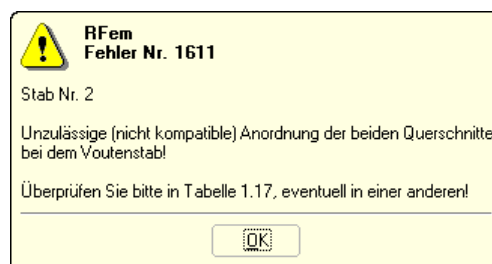 RFem
Fehler Nr. 1611
Stab Nr. 2
Unzulässige (nicht kompatible) Anordnung der beiden Querschnitte
bei dem Voutenstab!
Überprüfen Sie bitte in Tabelle 1.17, eventuell in einer anderen!
OK